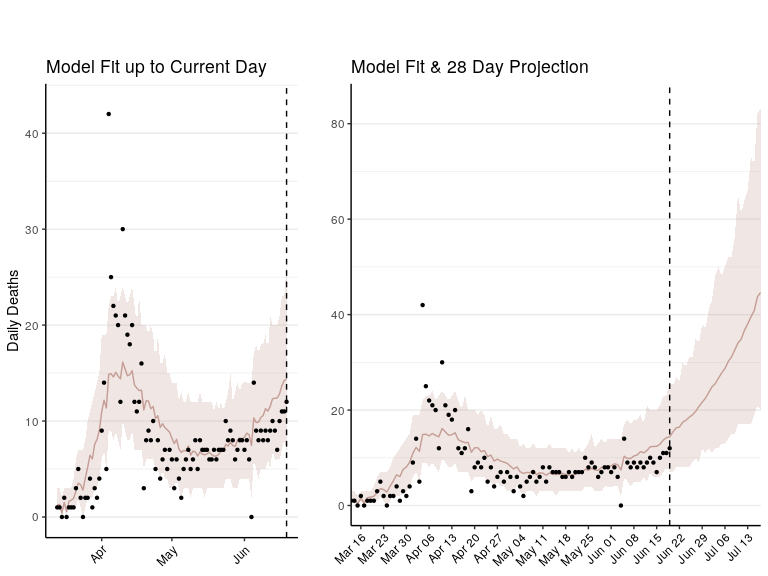 Model Fit up to Current Day
Daily Deaths
40
30
20
10
0
Apr
May
Jun
Model Fit & 28 Day Projection
80
60
40
20
0
Mar 16
Mar 23
Mar 30
Apr 06
Apr 13
Apr 20
Apr 27
May 04
May 11
May 18
May 25
Jun 01
Jun 08
Jun 15
Jun 22
Jun 29
Jul 06
Jul 13